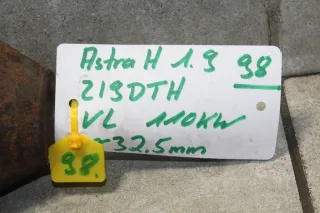 Astra H 1.9 98
Z19DTH
VL 110KW
32.5mm
98.